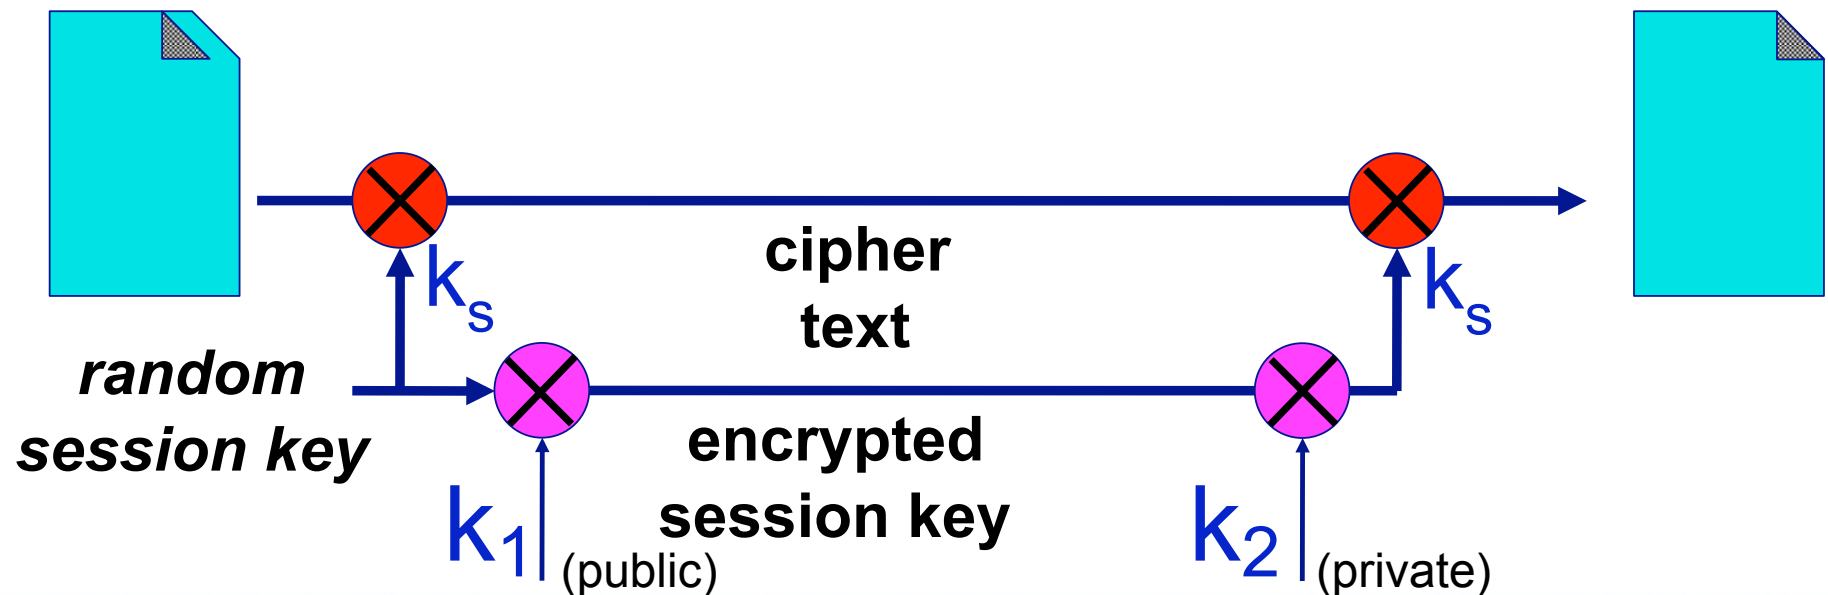 k_s
cipher
text
k_s
random
session key
encrypted
session key
k_1 (public)
k_2 (private)